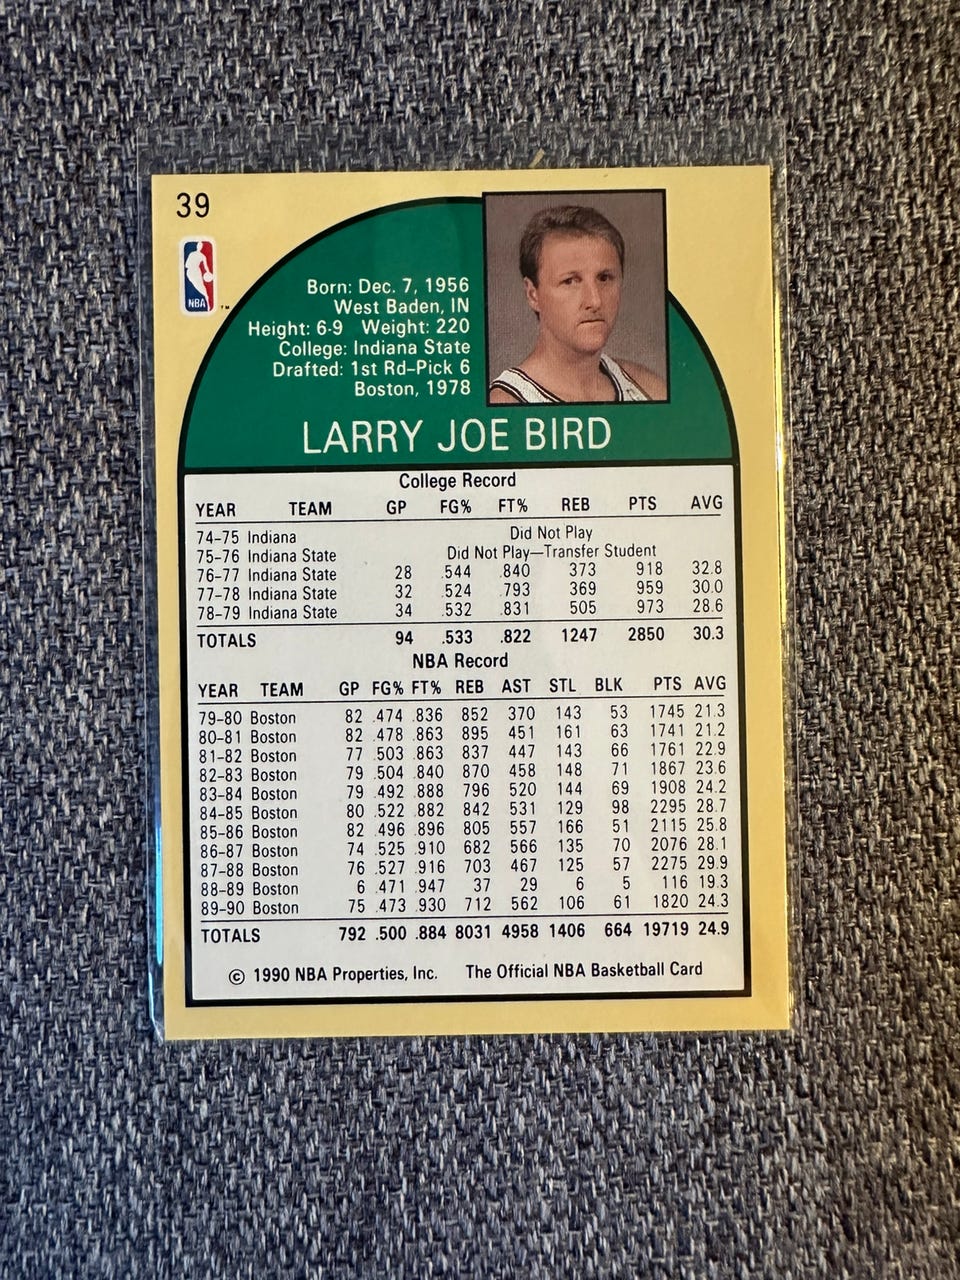 39
NBA
TM
Born: Dec. 7, 1956
West Baden, IN
Height: 6-9 Weight: 220
College: Indiana State
Drafted: 1st Rd–Pick 6
Boston, 1978
LARRY JOE BIRD
College Record
YEAR TEAM GP FG% FT% REB PTS AVG
74–75 Indiana Did Not Play
75–76 Indiana State Did Not Play—Transfer Student
76–77 Indiana State 28 .544 .840 373 918 32.8
77–78 Indiana State 32 .524 .793 369 959 30.0
78–79 Indiana State 34 .532 .831 505 973 28.6
TOTALS 94 .533 .822 1247 2850 30.3
NBA Record
YEAR TEAM GP FG% FT% REB AST STL BLK PTS AVG
79–80 Boston 82 .474 .836 852 370 143 53 1745 21.3
80–81 Boston 82 .478 .863 895 451 161 63 1741 21.2
81–82 Boston 77 .503 .863 837 447 143 66 1761 22.9
82–83 Boston 79 .504 .840 870 458 148 71 1867 23.6
83–84 Boston 79 .492 .888 796 520 144 69 1908 24.2
84–85 Boston 80 .522 .882 842 531 129 98 2295 28.7
85–86 Boston 82 .496 .896 805 557 166 51 2115 25.8
86–87 Boston 74 .525 .910 682 566 135 70 2076 28.1
87–88 Boston 76 .527 .916 703 467 125 57 2275 29.9
88–89 Boston 6 .471 .947 37 29 6 5 116 19.3
89–90 Boston 75 .473 .930 712 562 106 61 1820 24.3
TOTALS 792 .500 .884 8031 4958 1406 664 19719 24.9
© 1990 NBA Properties, Inc. The Official NBA Basketball Card